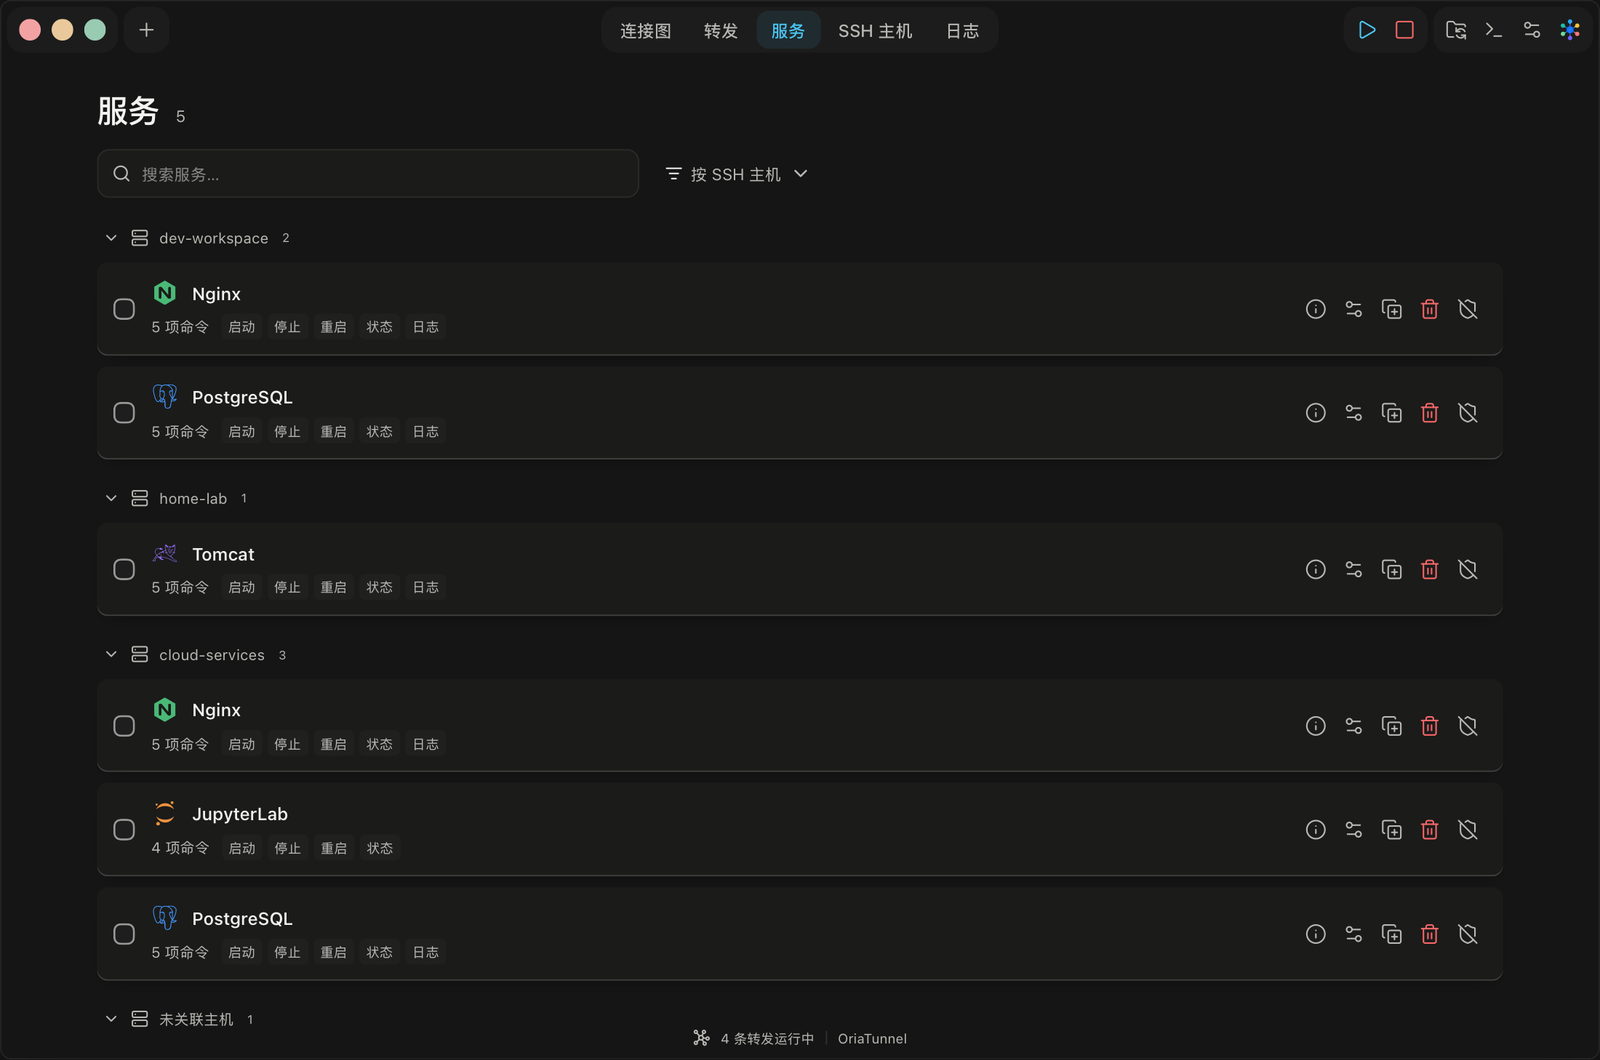 连接图 转发 服务 SSH 主机 日志
服务 5
搜索服务... 按 SSH 主机
dev-workspace 2
Nginx
5 项命令 启动 停止 重启 状态 日志
PostgreSQL
5 项命令 启动 停止 重启 状态 日志
home-lab 1
Tomcat
5 项命令 启动 停止 重启 状态 日志
cloud-services 3
Nginx
5 项命令 启动 停止 重启 状态 日志
JupyterLab
4 项命令 启动 停止 重启 状态
PostgreSQL
5 项命令 启动 停止 重启 状态 日志
未关联主机 1
4 条转发运行中 OriaTunnel